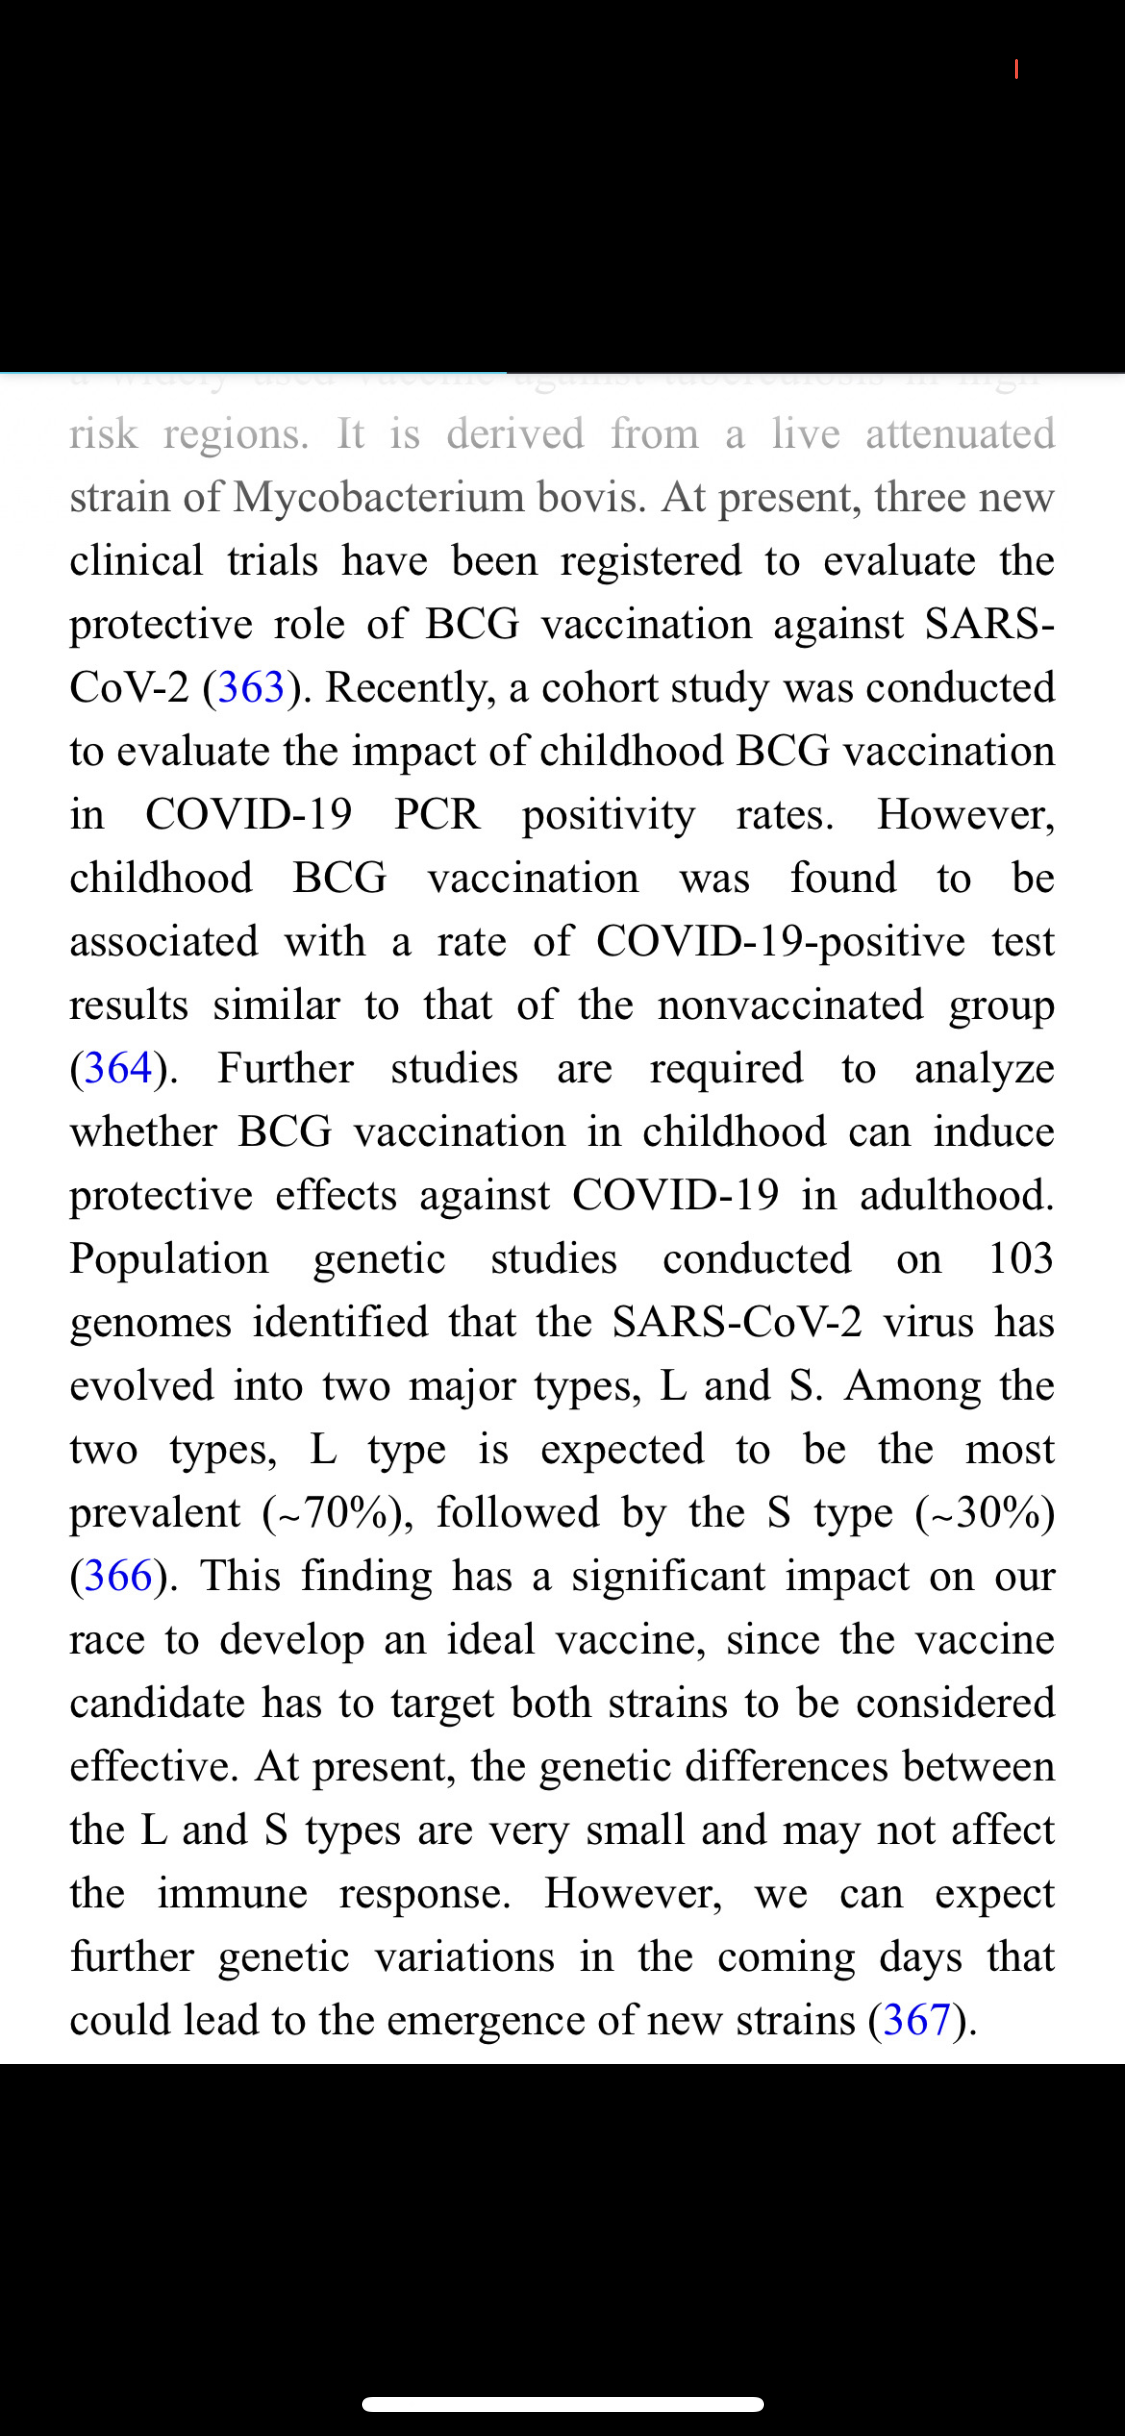 a widely used vaccine against tuberculosis in high-
risk regions. It is derived from a live attenuated
strain of Mycobacterium bovis. At present, three new
clinical trials have been registered to evaluate the
protective role of BCG vaccination against SARS-
CoV-2 (363). Recently, a cohort study was conducted
to evaluate the impact of childhood BCG vaccination
in COVID-19 PCR positivity rates. However,
childhood BCG vaccination was found to be
associated with a rate of COVID-19-positive test
results similar to that of the nonvaccinated group
(364). Further studies are required to analyze
whether BCG vaccination in childhood can induce
protective effects against COVID-19 in adulthood.
Population genetic studies conducted on 103
genomes identified that the SARS-CoV-2 virus has
evolved into two major types, L and S. Among the
two types, L type is expected to be the most
prevalent (~70%), followed by the S type (~30%)
(366). This finding has a significant impact on our
race to develop an ideal vaccine, since the vaccine
candidate has to target both strains to be considered
effective. At present, the genetic differences between
the L and S types are very small and may not affect
the immune response. However, we can expect
further genetic variations in the coming days that
could lead to the emergence of new strains (367).